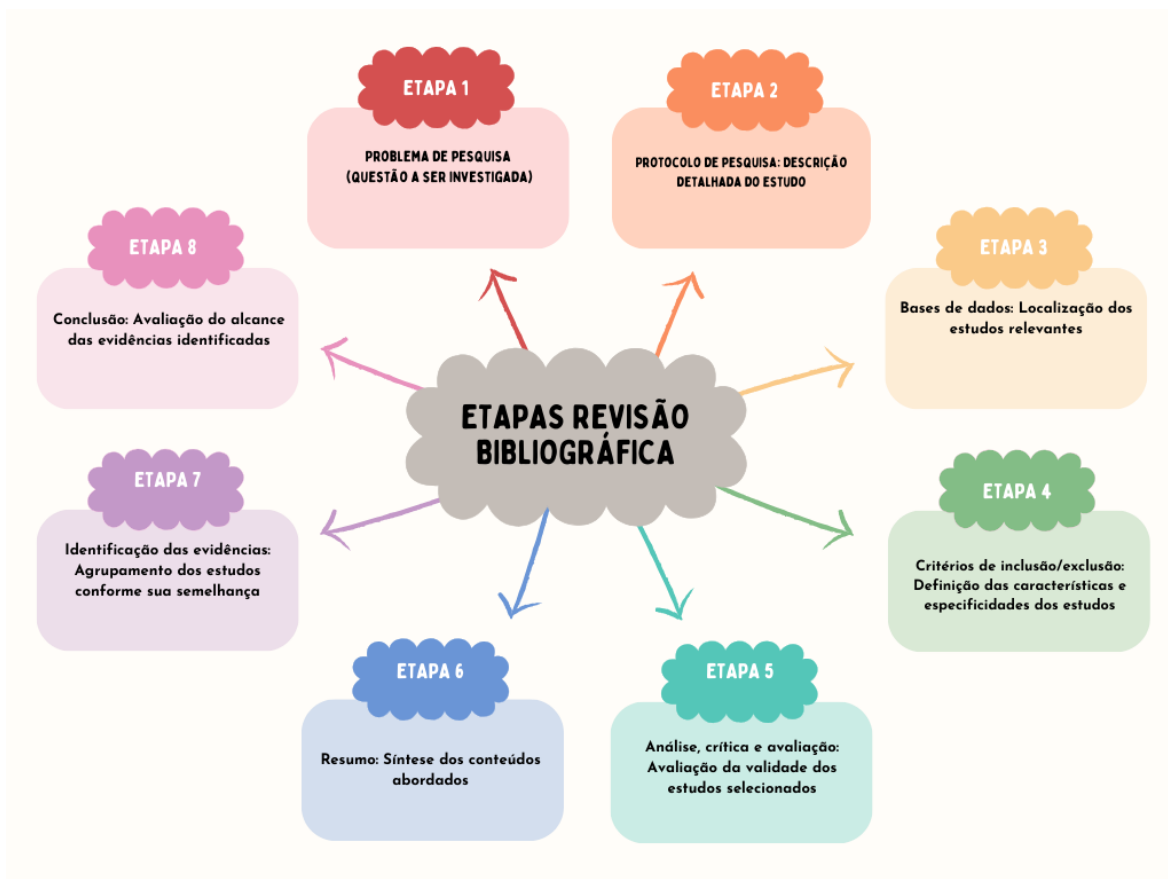 ETAPA 1
PROBLEMA DE PESQUISA
(QUESTÃO A SER INVESTIGADA)
ETAPA 2
PROTOCOLO DE PESQUISA: DESCRIÇÃO
DETALHADA DO ESTUDO
ETAPA 3
Bases de dados: Localização dos
estudos relevantes
ETAPA 4
Critérios de inclusão/exclusão:
Definição das características e
especificidades dos estudos
ETAPA 5
Análise, crítica e avaliação:
Avaliação da validade dos
estudos selecionados
ETAPA 6
Resumo: Síntese dos conteúdos
abordados
ETAPA 7
Identificação das evidências:
Agrupamento dos estudos
conforme sua semelhança
ETAPA 8
Conclusão: Avaliação do alcance
das evidências identificadas
ETAPAS REVISÃO
BIBLIOGRÁFICA